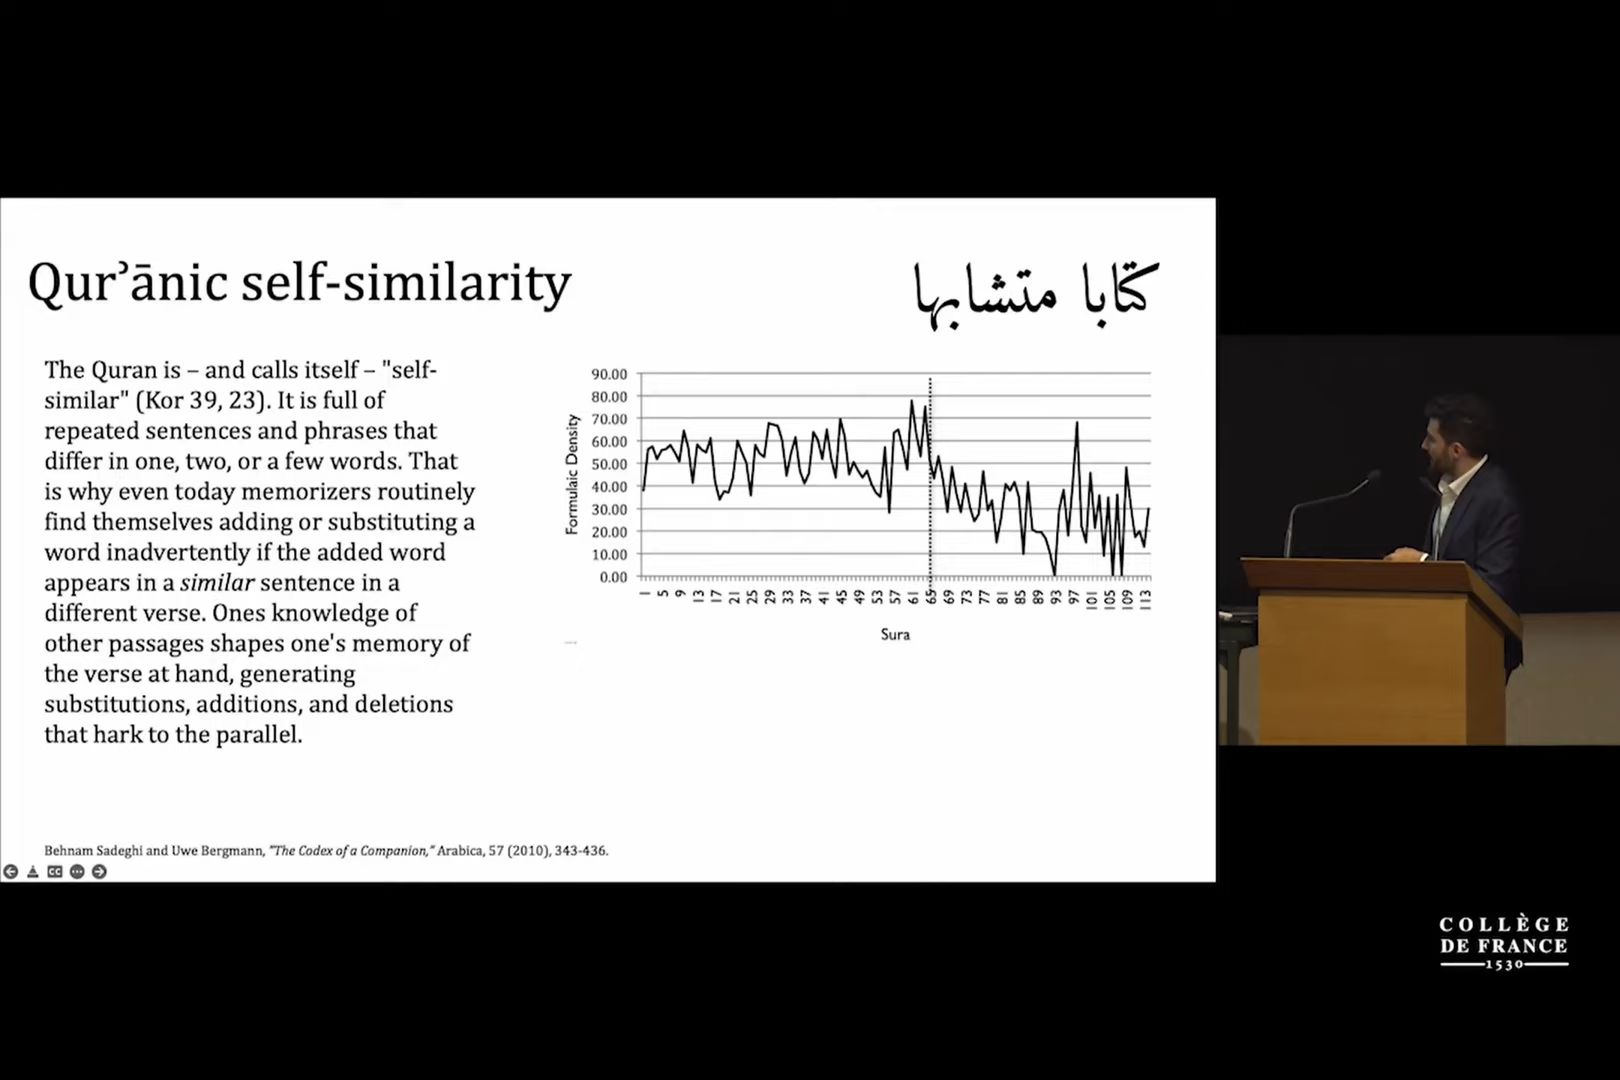 Qurʾānic self-similarity
كتابا متشابها
The Quran is – and calls itself – "self-
similar" (Kor 39, 23). It is full of
repeated sentences and phrases that
differ in one, two, or a few words. That
is why even today memorizers routinely
find themselves adding or substituting a
word inadvertently if the added word
appears in a similar sentence in a
different verse. Ones knowledge of
other passages shapes one's memory of
the verse at hand, generating
substitutions, additions, and deletions
that hark to the parallel.
Formulaic Density
90.00
80.00
70.00
60.00
50.00
40.00
30.00
20.00
10.00
0.00
1 5 9 13 17 21 25 29 33 37 41 45 49 53 57 61 65 69 73 77 81 85 89 93 97 101 105 109 113
Sura
Behnam Sadeghi and Uwe Bergmann, "The Codex of a Companion," Arabica, 57 (2010), 343-436.
CC
COLLÈGE
DE FRANCE
1530